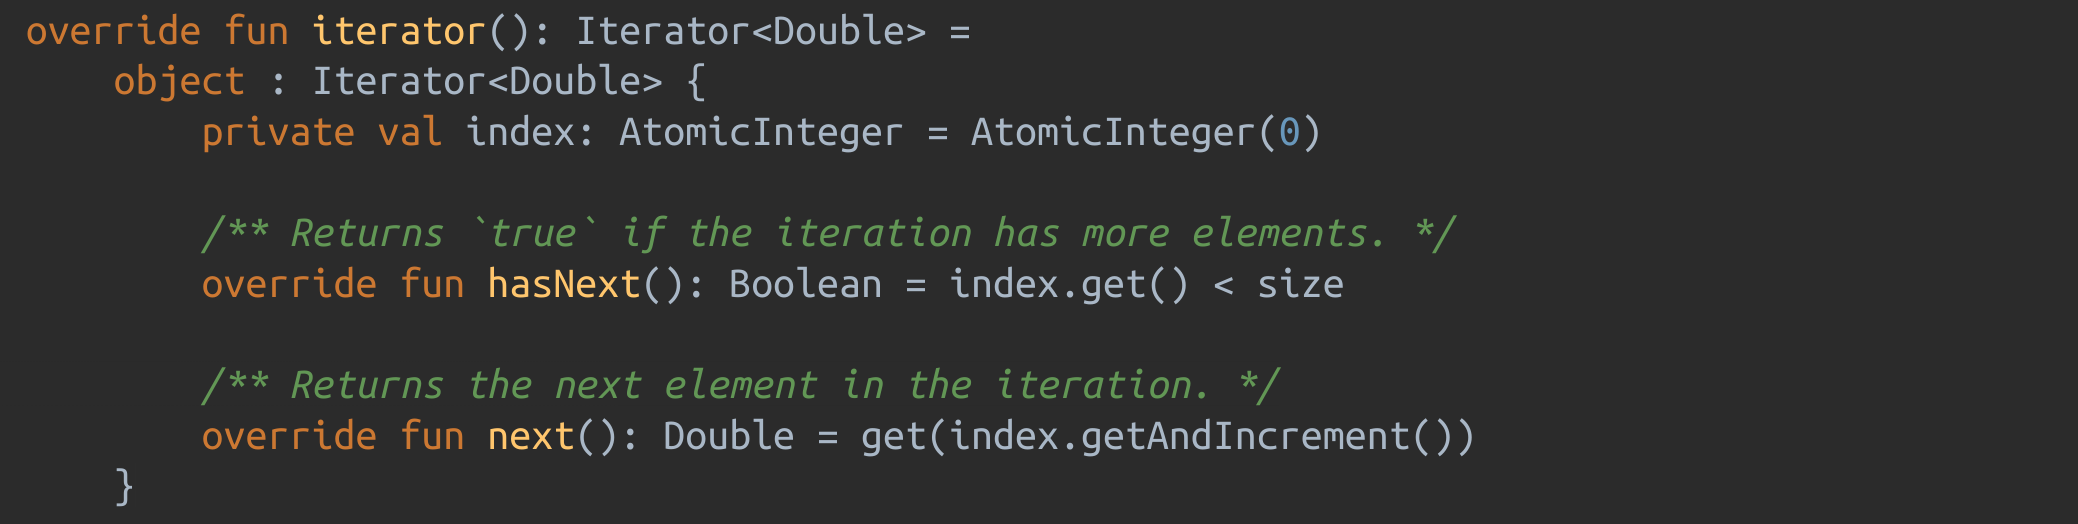 override fun iterator(): Iterator<Double> =
    object : Iterator<Double> {
        private val index: AtomicInteger = AtomicInteger(0)

        /** Returns `true` if the iteration has more elements. */
        override fun hasNext(): Boolean = index.get() < size

        /** Returns the next element in the iteration. */
        override fun next(): Double = get(index.getAndIncrement())
    }